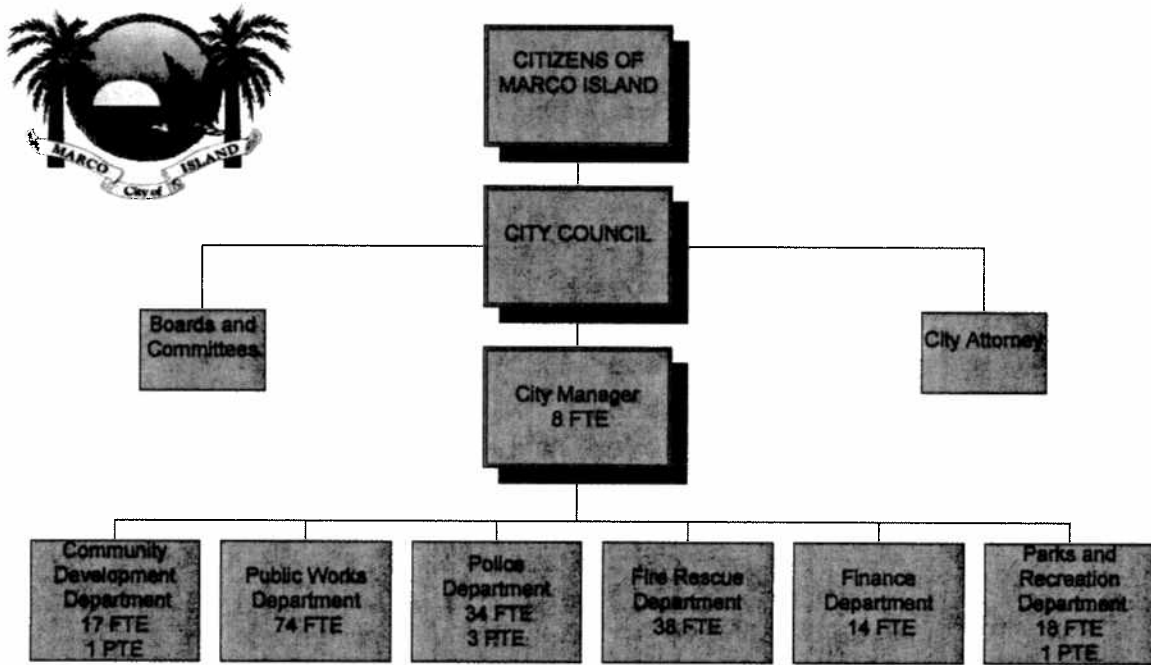 MARCO
ISLAND
City of
CITIZENS OF
MARCO ISLAND
CITY COUNCIL
Boards and
Committees
City Attorney
City Manager
8 FTE
Community
Development
Department
17 FTE
1 PTE
Public Works
Department
74 FTE
Police
Department
34 FTE
3 PTE
Fire Rescue
Department
38 FTE
Finance
Department
14 FTE
Parks and
Recreation
Department
18 FTE
1 PTE